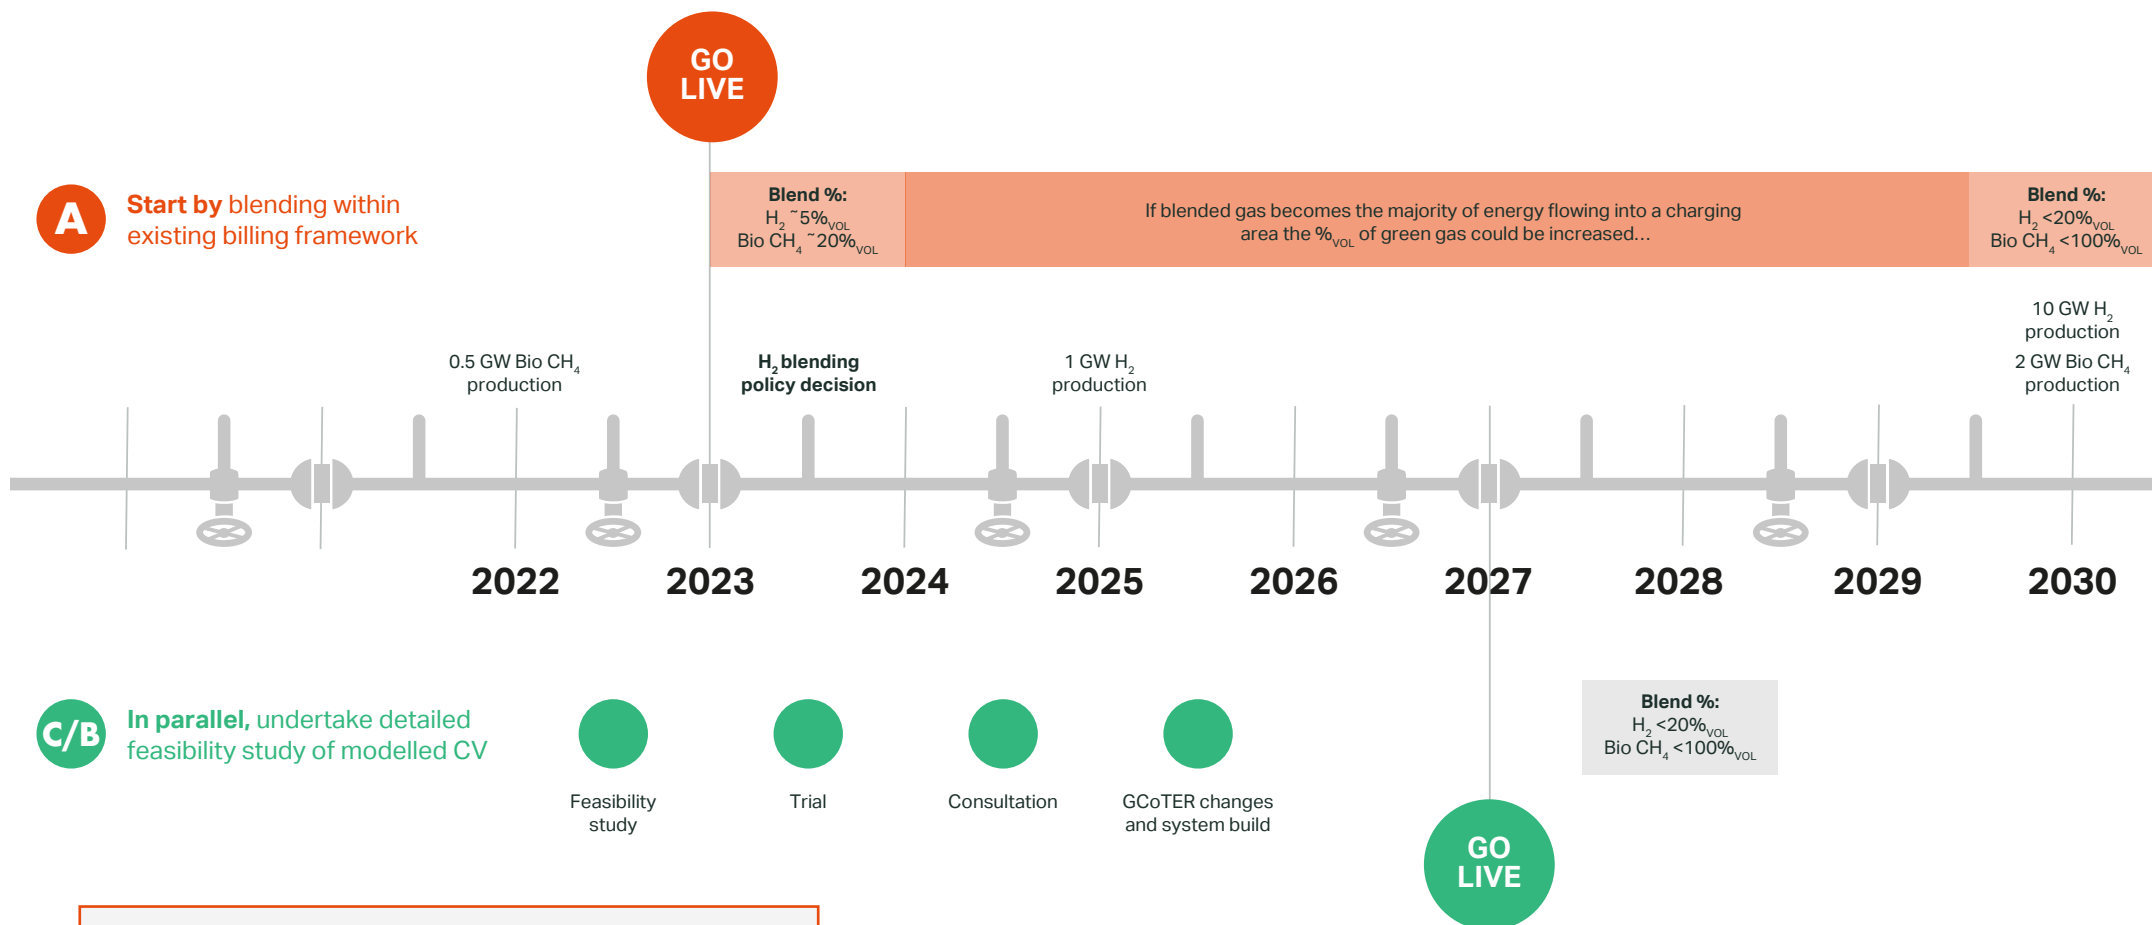 GO
LIVE
A
Start by blending within
existing billing framework
Blend %:
H₂ ~5%VOL
Bio CH₄ ~20%VOL
If blended gas becomes the majority of energy flowing into a charging
area the %VOL of green gas could be increased...
Blend %:
H₂ <20%VOL
Bio CH₄ <100%VOL
0.5 GW Bio CH₄
production
H₂ blending
policy decision
1 GW H₂
production
10 GW H₂
production
2 GW Bio CH₄
production
2022
2023
2024
2025
2026
2027
2028
2029
2030
C/B
In parallel, undertake detailed
feasibility study of modelled CV
Feasibility
study
Trial
Consultation
GCoTER changes
and system build
Blend %:
H₂ <20%VOL
Bio CH₄ <100%VOL
GO
LIVE